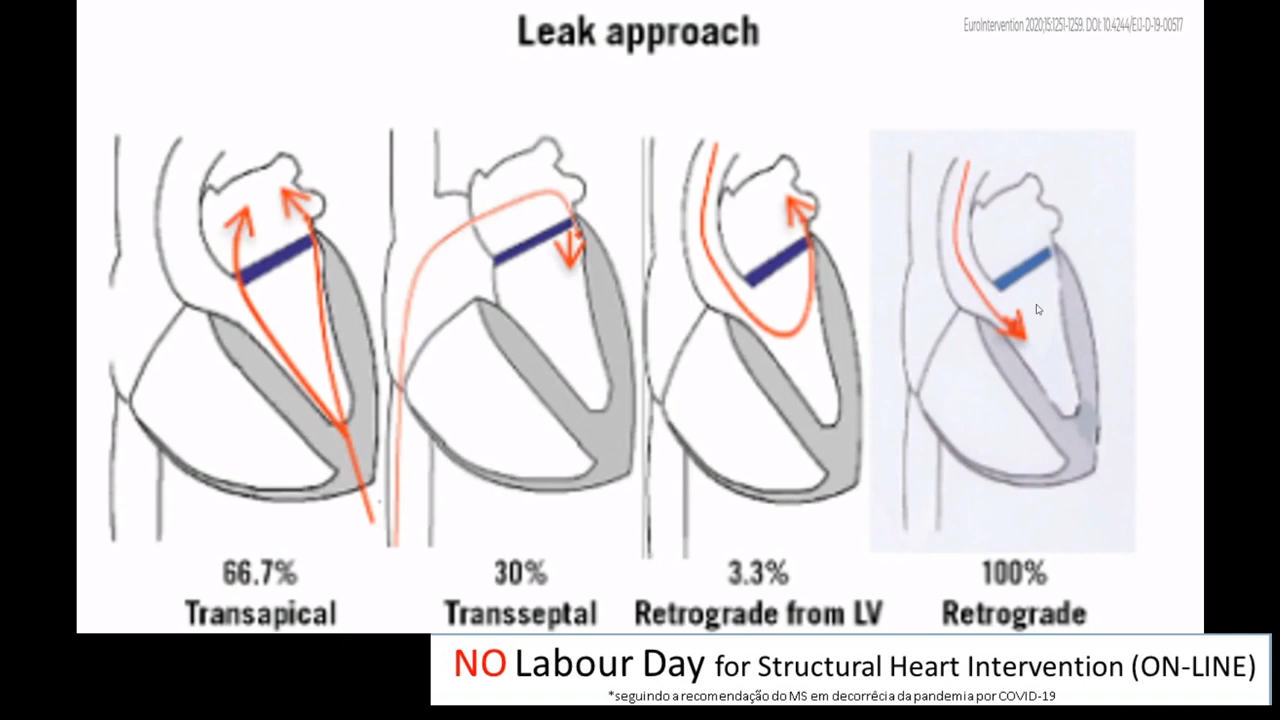 Leak approach
EuroIntervention 2020;15:1251-1259. DOI: 10.4244/EIJ-D-19-00517
66.7%
Transapical
30%
Transseptal
3.3%
Retrograde from LV
100%
Retrograde
NO Labour Day for Structural Heart Intervention (ON-LINE)
*seguindo a recomendação do MS em decorrêcia da pandemia por COVID-19